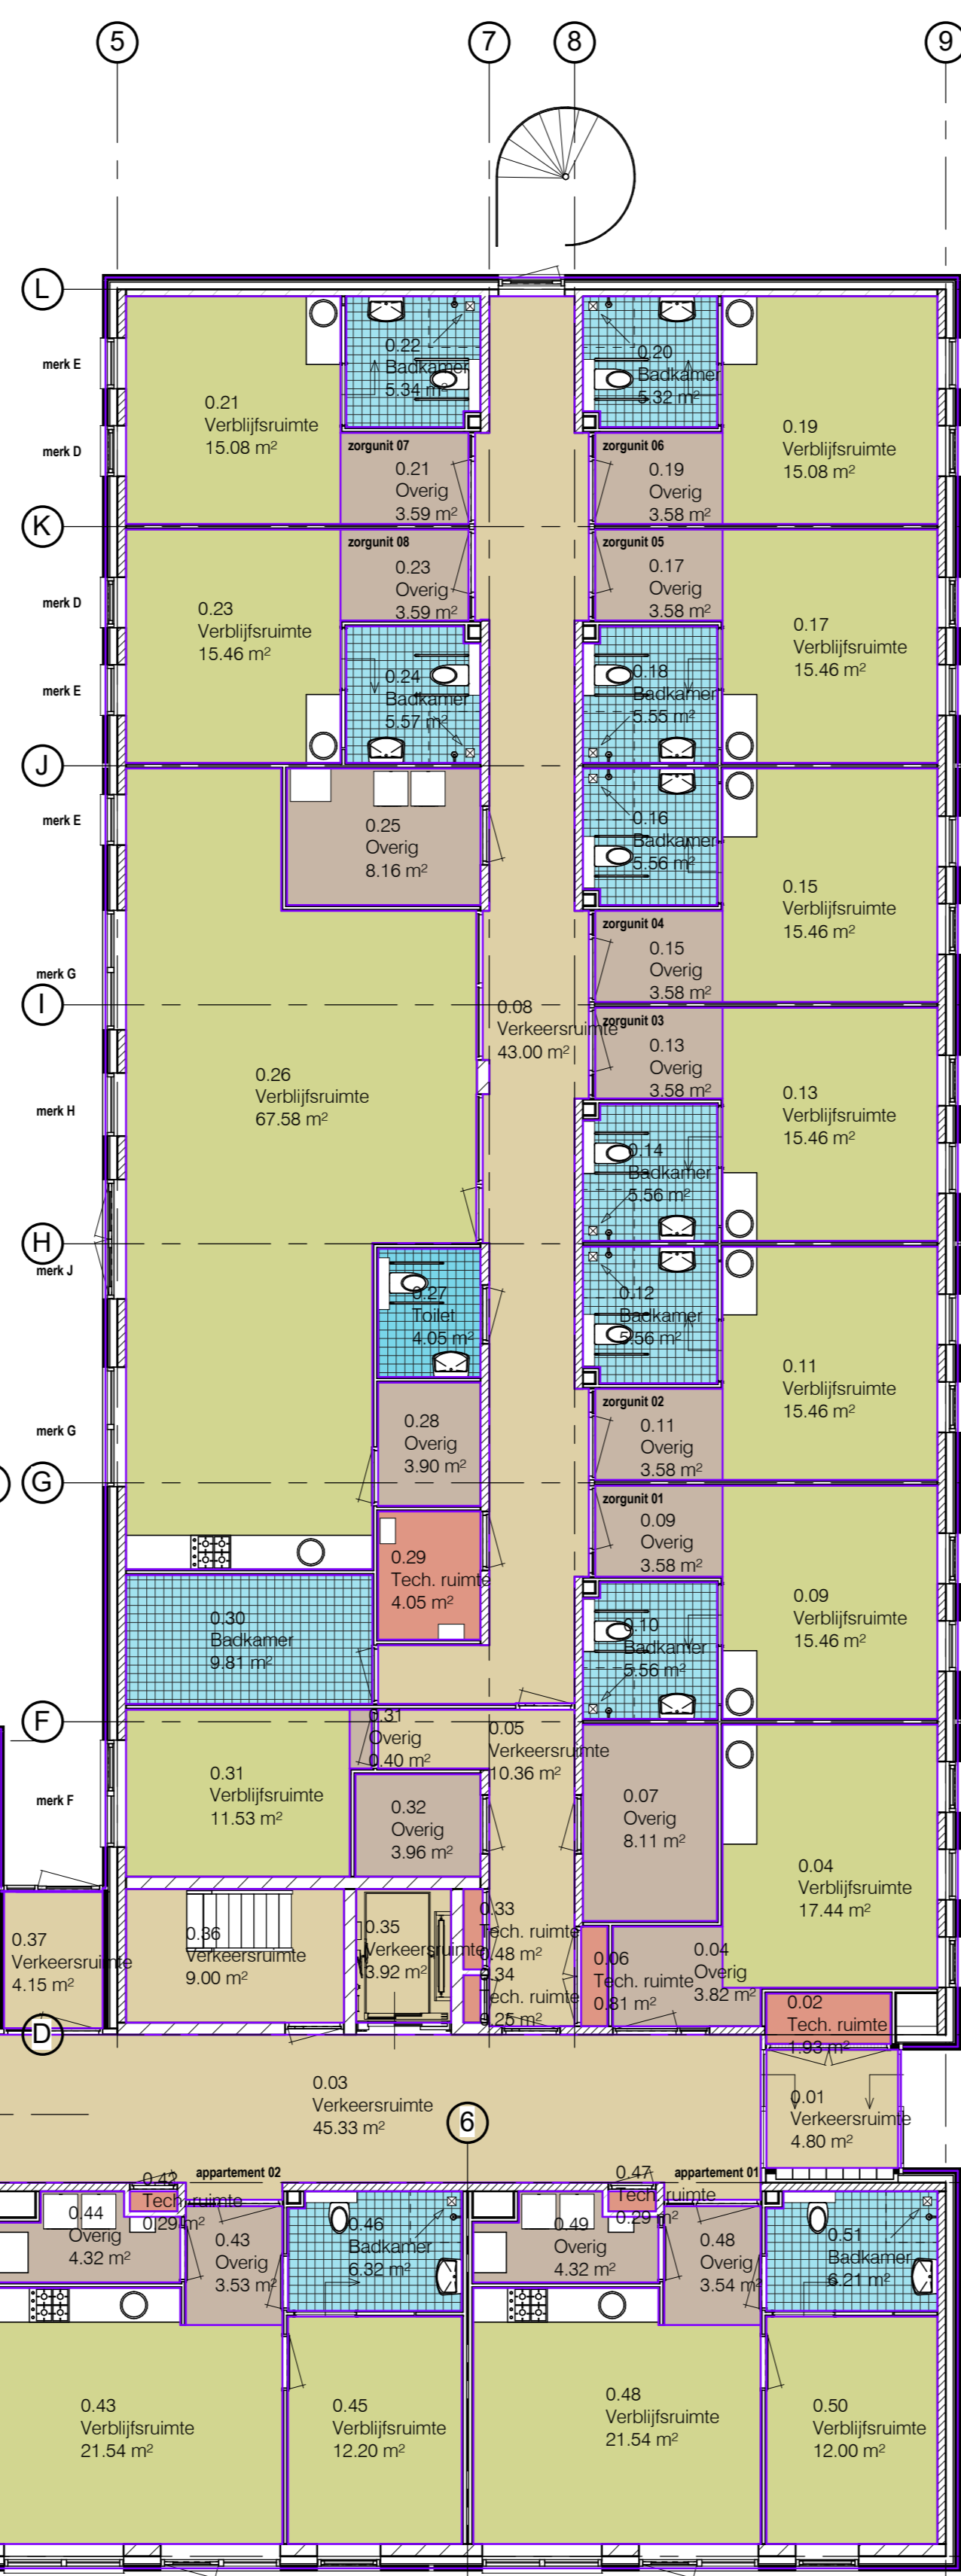 5
7
8
9
L
merk E
0.22
Badkamer
5.34 m²
0.20
Badkamer
5.32 m²
0.21
Verblijfsruimte
15.08 m²
0.19
Verblijfsruimte
15.08 m²
merk D
zorgunit 07
0.21
Overig
3.59 m²
zorgunit 06
0.19
Overig
3.58 m²
K
zorgunit 08
0.23
Overig
3.59 m²
zorgunit 05
0.17
Overig
3.58 m²
merk D
0.23
Verblijfsruimte
15.46 m²
0.17
Verblijfsruimte
15.46 m²
merk E
0.24
Badkamer
5.57 m²
0.18
Badkamer
5.55 m²
J
merk E
0.25
Overig
8.16 m²
0.16
Badkamer
5.56 m²
0.15
Verblijfsruimte
15.46 m²
zorgunit 04
0.15
Overig
3.58 m²
merk G
I
0.08
Verkeersruimte
43.00 m²
zorgunit 03
0.13
Overig
3.58 m²
0.26
Verblijfsruimte
67.58 m²
0.13
Verblijfsruimte
15.46 m²
merk H
0.14
Badkamer
5.56 m²
H
merk J
0.27
Toilet
4.05 m²
0.12
Badkamer
5.56 m²
0.11
Verblijfsruimte
15.46 m²
merk G
0.28
Overig
3.90 m²
zorgunit 02
0.11
Overig
3.58 m²
G
zorgunit 01
0.09
Overig
3.58 m²
0.29
Tech. ruimte
4.05 m²
0.09
Verblijfsruimte
15.46 m²
0.30
Badkamer
9.81 m²
0.10
Badkamer
5.56 m²
F
0.31
Overig
0.40 m²
0.05
Verkeersruimte
10.36 m²
0.31
Verblijfsruimte
11.53 m²
merk F
0.32
Overig
3.96 m²
0.07
Overig
8.11 m²
0.04
Verblijfsruimte
17.44 m²
0.37
Verkeersruimte
4.15 m²
0.36
Verkeersruimte
9.00 m²
0.35
Verkeersruimte
3.92 m²
0.33
Tech. ruimte
0.48 m²
0.34
Tech. ruimte
0.25 m²
0.06
Tech. ruimte
0.81 m²
0.04
Overig
3.82 m²
0.02
Tech. ruimte
1.93 m²
D
0.03
Verkeersruimte
45.33 m²
6
0.01
Verkeersruimte
4.80 m²
0.42
Tech. ruimte
0.29 m²
appartement 02
0.47
Tech. ruimte
0.29 m²
appartement 01
0.44
Overig
4.32 m²
0.43
Overig
3.53 m²
0.46
Badkamer
6.32 m²
0.49
Overig
4.32 m²
0.48
Overig
3.54 m²
0.51
Badkamer
6.21 m²
0.43
Verblijfsruimte
21.54 m²
0.45
Verblijfsruimte
12.20 m²
0.48
Verblijfsruimte
21.54 m²
0.50
Verblijfsruimte
12.00 m²